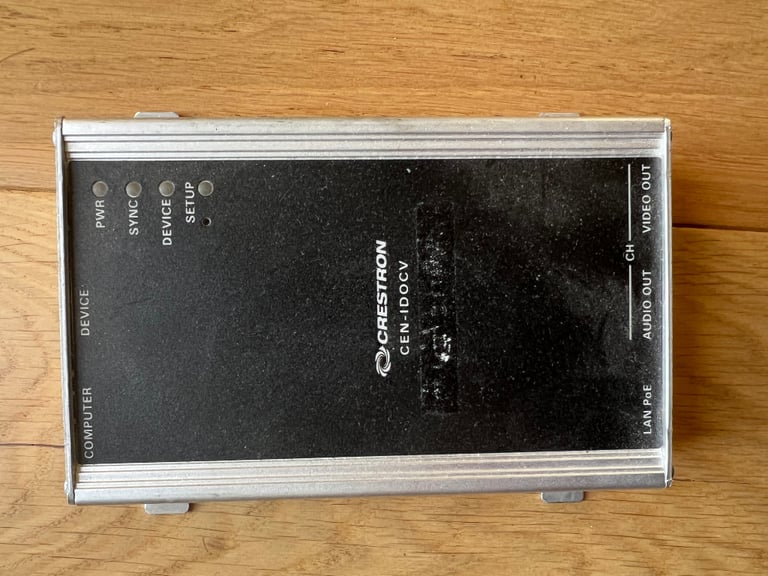 PWR
SYNC
DEVICE
SETUP
COMPUTER
DEVICE
CRESTRON
CEN-IDOCV
LAN PoE
AUDIO OUT
CH
VIDEO OUT